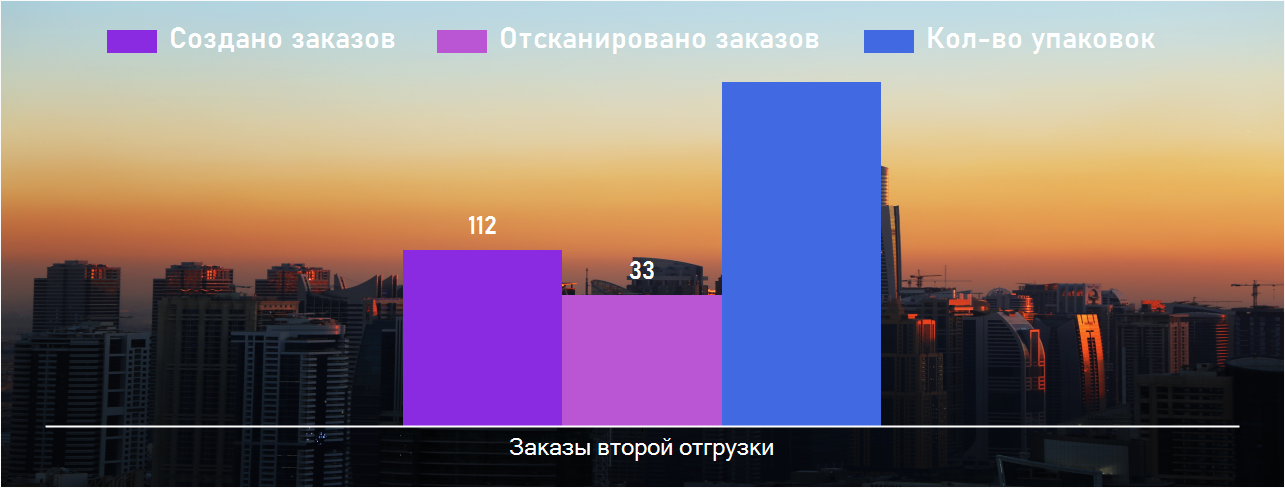 Создано заказов Отсканировано заказов Кол-во упаковок
112
33
Заказы второй отгрузки